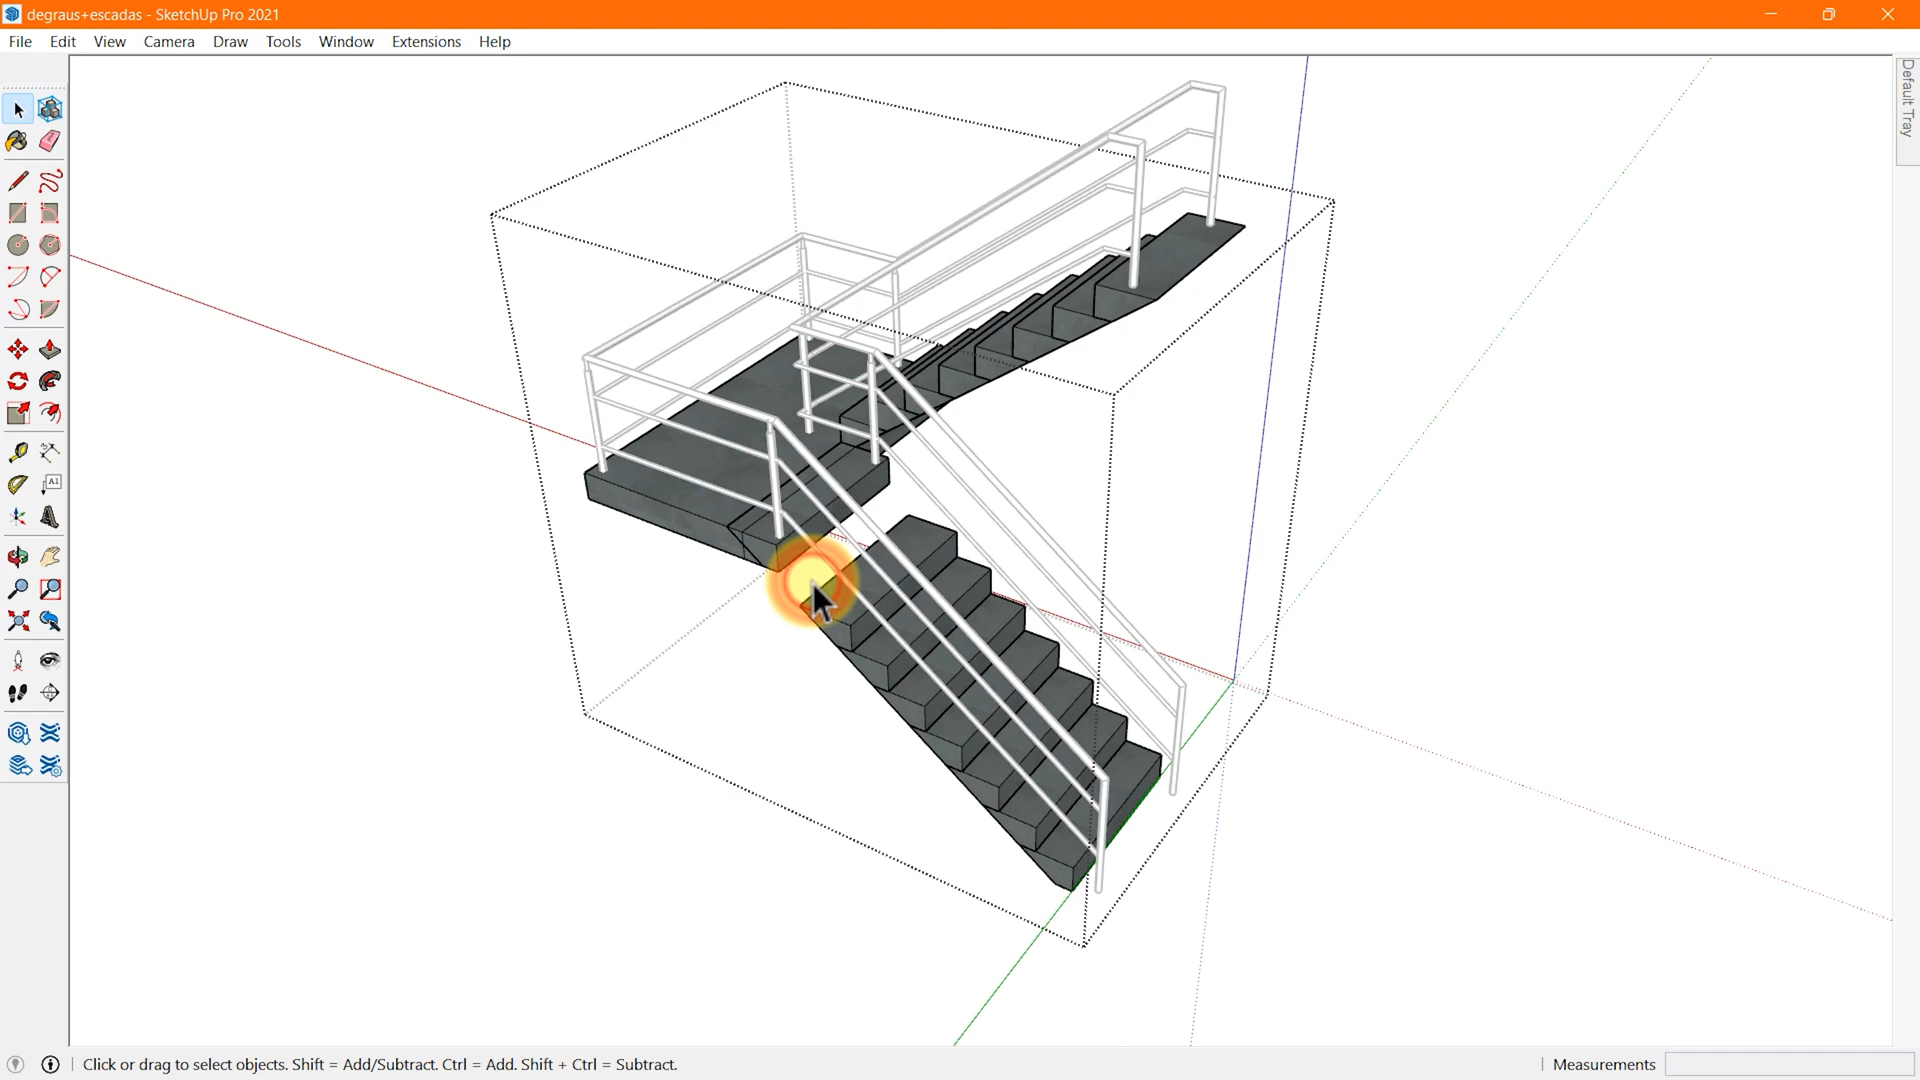 degraus+escadas - SketchUp Pro 2021
File Edit View Camera Draw Tools Window Extensions Help
Default Tray
A1
Click or drag to select objects. Shift = Add/Subtract. Ctrl = Add. Shift + Ctrl = Subtract.
Measurements